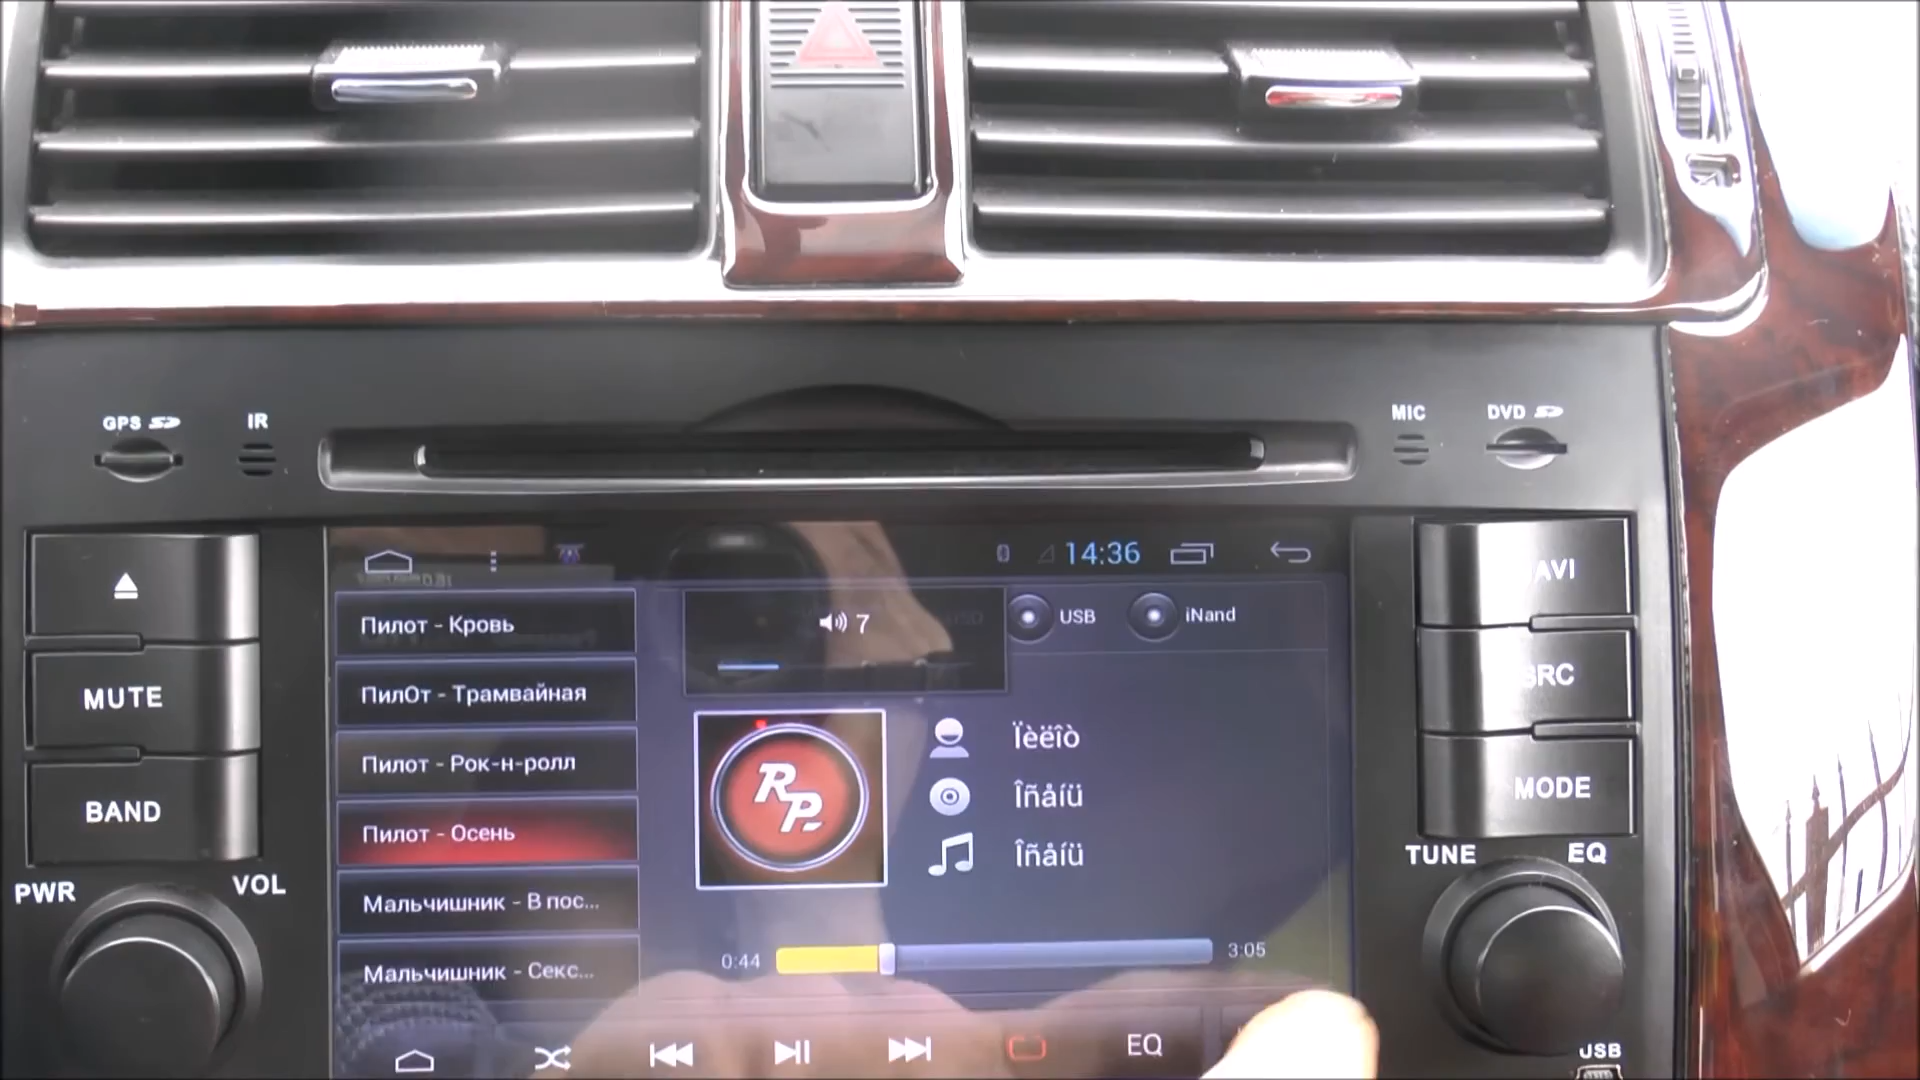 GPS
IR
MIC
DVD
14:36
Пилот - Кровь
7
USB
iNand
AVI
MUTE
ПилОт - Трамвайная
SRC
Пилот - Рок-н-ролл
RP
Ïèëîò
Îñåíü
Îñåíü
MODE
BAND
Пилот - Осень
Мальчишник - В пос...
Мальчишник - Секс...
PWR
VOL
TUNE
EQ
0:44
3:05
EQ
USB